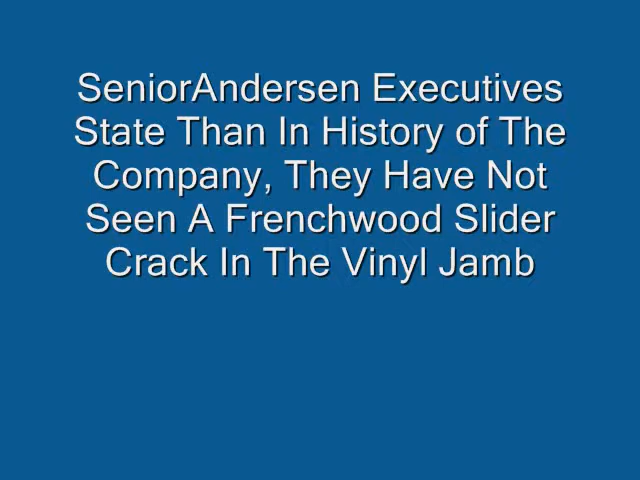 SeniorAndersen Executives
State Than In History of The
Company, They Have Not
Seen A Frenchwood Slider
Crack In The Vinyl Jamb